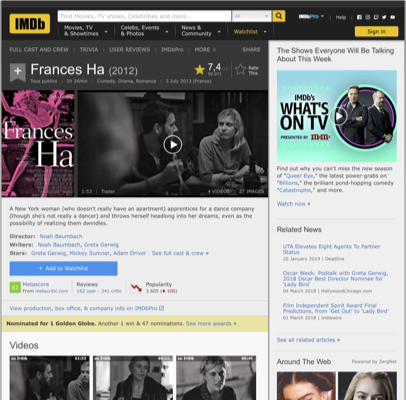 IMDb
Find Movies, TV shows, Celebrities and more...
All
Movies, TV & Showtimes
Celebs, Events & Photos
News & Community
Watchlist
IMDbPro
Help
Sign in
FULL CAST AND CREW | TRIVIA | USER REVIEWS | IMDbPro | MORE
SHARE
Frances Ha (2012)
7,4
Rate This
Tous publics | 1h 26min | Comedy, Drama, Romance | 3 July 2013 (France)
Frances
Ha
1:53 | Trailer
4 VIDEOS
27 IMAGES
A New York woman (who doesn't really have an apartment) apprentices for a dance company
(though she's not really a dancer) and throws herself headlong into her dreams, even as the
possibility of realizing them dwindles.
Director: Noah Baumbach
Writers: Noah Baumbach, Greta Gerwig
Stars: Greta Gerwig, Mickey Sumner, Adam Driver | See full cast & crew »
+ Add to Watchlist
Metascore
From metacritic.com
Reviews
162 user | 341 critic
Popularity
View production, box office, & company info on IMDbPro
Nominated for 1 Golden Globe. Another 1 win & 47 nominations. See more awards »
Videos
The Shows Everyone Will Be Talking
About This Week
IMDb's
WHAT'S
ON TV
PRESENTED BY
Find out why you can't miss the new season
of "Queer Eye," the latest power-grabs on
"Billions," the brilliant pond-hopping comedy
"Catastrophe," and more.
Watch now »
Related News
UTA Elevates Eight Agents To Partner
Status
25 January 2019 | Deadline
Oscar Week: Podtalk with Greta Gerwig,
2018 Oscar Best Director Nominee for
'Lady Bird'
04 March 2018 | HollywoodChicago.com
Film Independent Spirit Award Final
Predictions, from 'Get Out' to 'Lady Bird'
01 March 2018 | Indiewire
See all related articles »
Around The Web
Powered by ZergNet